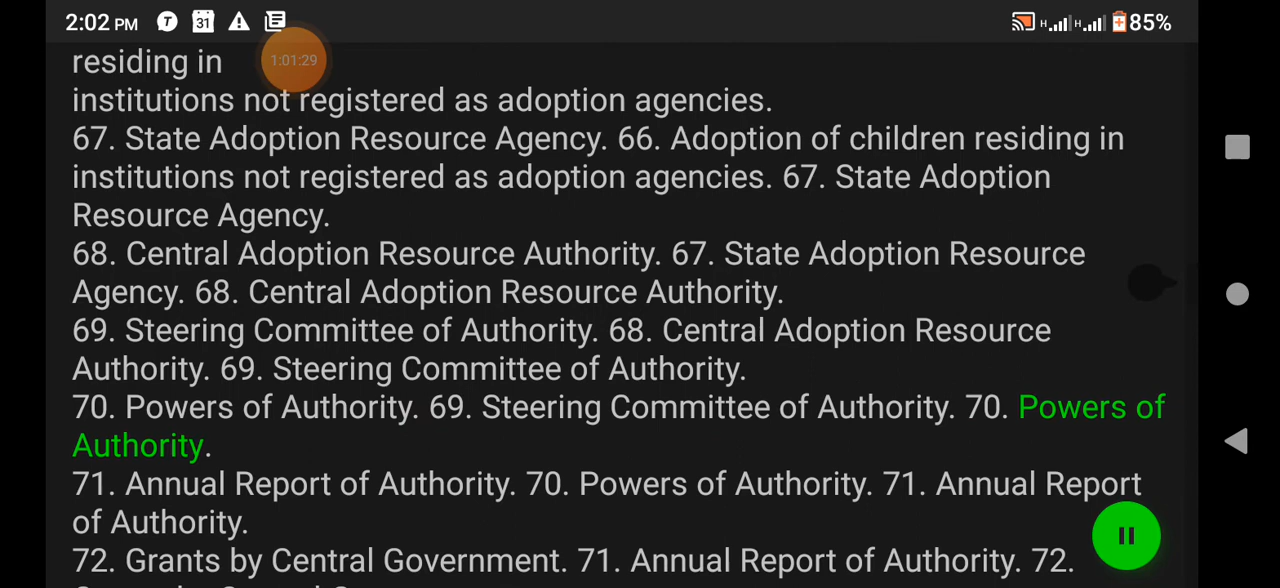 2:02 PM T 31 H H 85%
residing in 1:01:29
institutions not registered as adoption agencies.
67. State Adoption Resource Agency. 66. Adoption of children residing in
institutions not registered as adoption agencies. 67. State Adoption
Resource Agency.
68. Central Adoption Resource Authority. 67. State Adoption Resource
Agency. 68. Central Adoption Resource Authority.
69. Steering Committee of Authority. 68. Central Adoption Resource
Authority. 69. Steering Committee of Authority.
70. Powers of Authority. 69. Steering Committee of Authority. 70. Powers of
Authority.
71. Annual Report of Authority. 70. Powers of Authority. 71. Annual Report
of Authority.
72. Grants by Central Government. 71. Annual Report of Authority. 72.